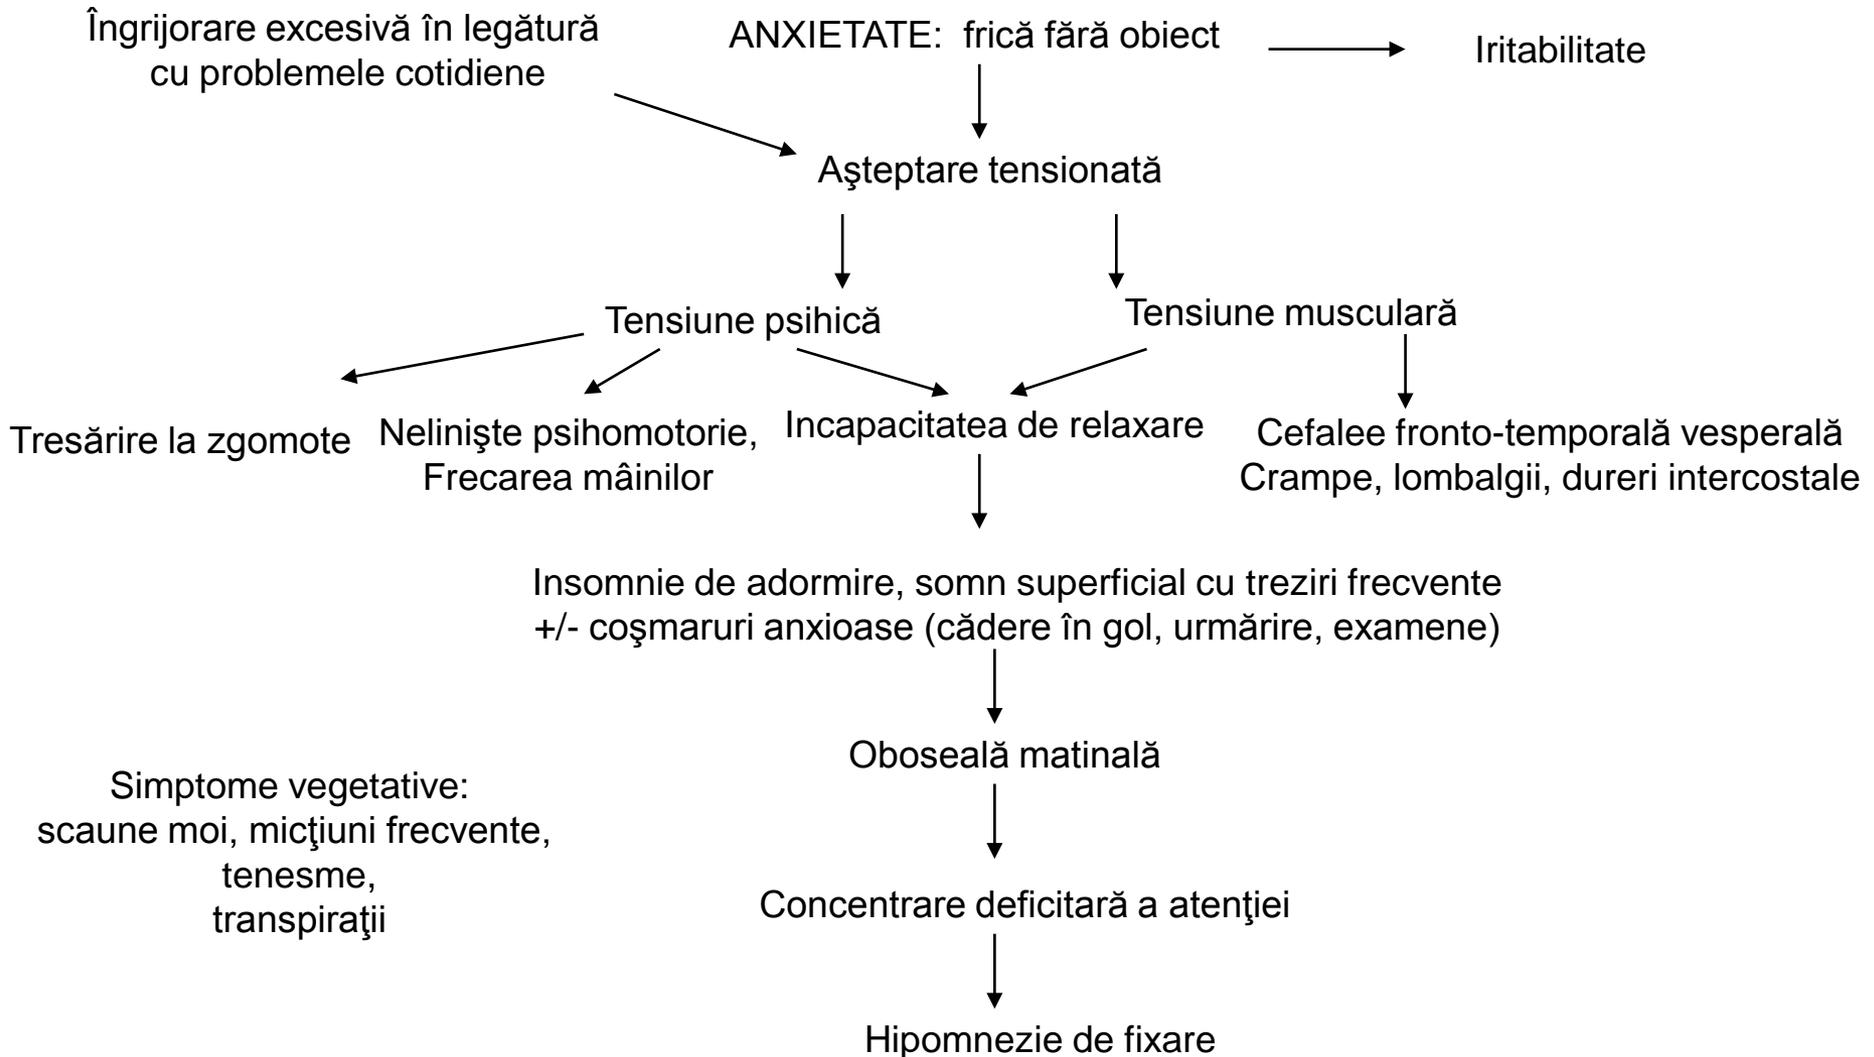 Îngrijorare excesivă în legătură
cu problemele cotidiene
ANXIETATE:  frică fără obiect
Iritabilitate
Aşteptare tensionată
Tensiune psihică
Tensiune musculară
Tresărire la zgomote
Nelinişte psihomotorie,
Frecarea mâinilor
Incapacitatea de relaxare
Cefalee fronto-temporală vesperală
Crampe, lombalgii, dureri intercostale
Insomnie de adormire, somn superficial cu treziri frecvente
+/- coşmaruri anxioase (cădere în gol, urmărire, examene)
Oboseală matinală
Simptome vegetative:
scaune moi, micţiuni frecvente,
tenesme,
transpiraţii
Concentrare deficitară a atenţiei
Hipomnezie de fixare